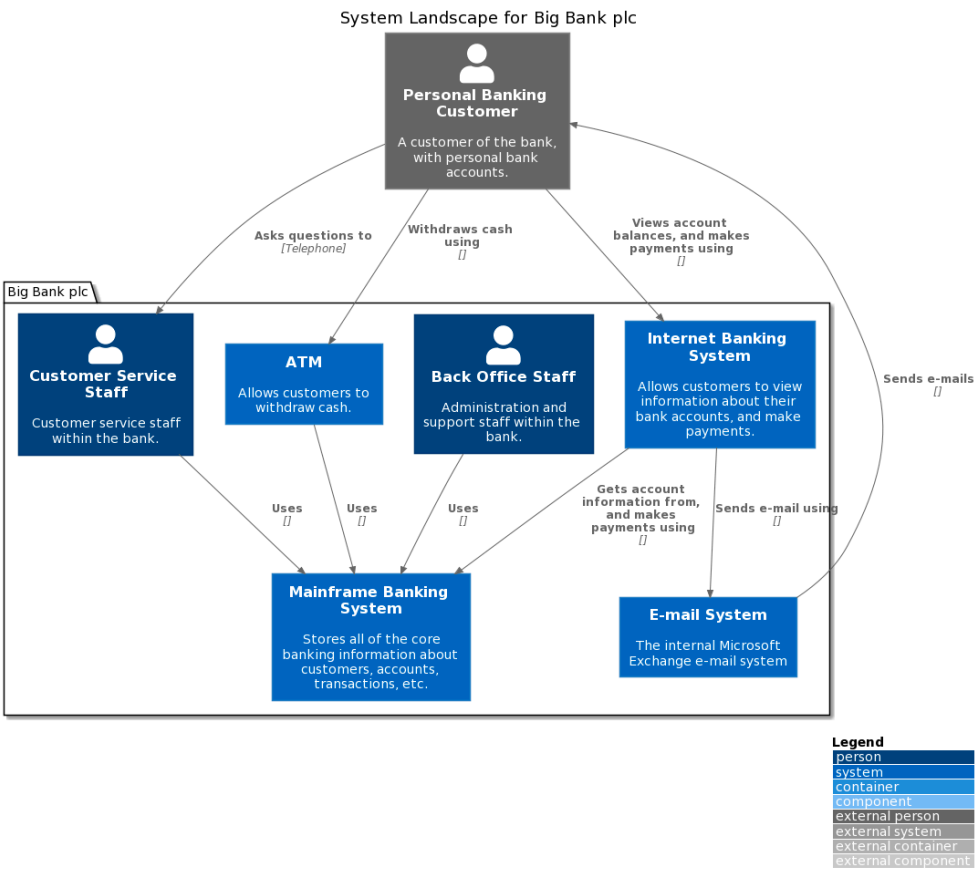 System Landscape for Big Bank plc
Personal Banking
Customer
A customer of the bank,
with personal bank
accounts.
Asks questions to
[Telephone]
Withdraws cash
using
[]
Views account
balances, and makes
payments using
[]
Sends e-mails
[]
Big Bank plc
Customer Service
Staff
Customer service staff
within the bank.
ATM
Allows customers to
withdraw cash.
Back Office Staff
Administration and
support staff within the
bank.
Internet Banking
System
Allows customers to view
information about their
bank accounts, and make
payments.
Uses
[]
Uses
[]
Uses
[]
Gets account
information from,
and makes
payments using
[]
Sends e-mail using
[]
Mainframe Banking
System
Stores all of the core
banking information about
customers, accounts,
transactions, etc.
E-mail System
The internal Microsoft
Exchange e-mail system
Legend
person
system
container
component
external person
external system
external container
external component